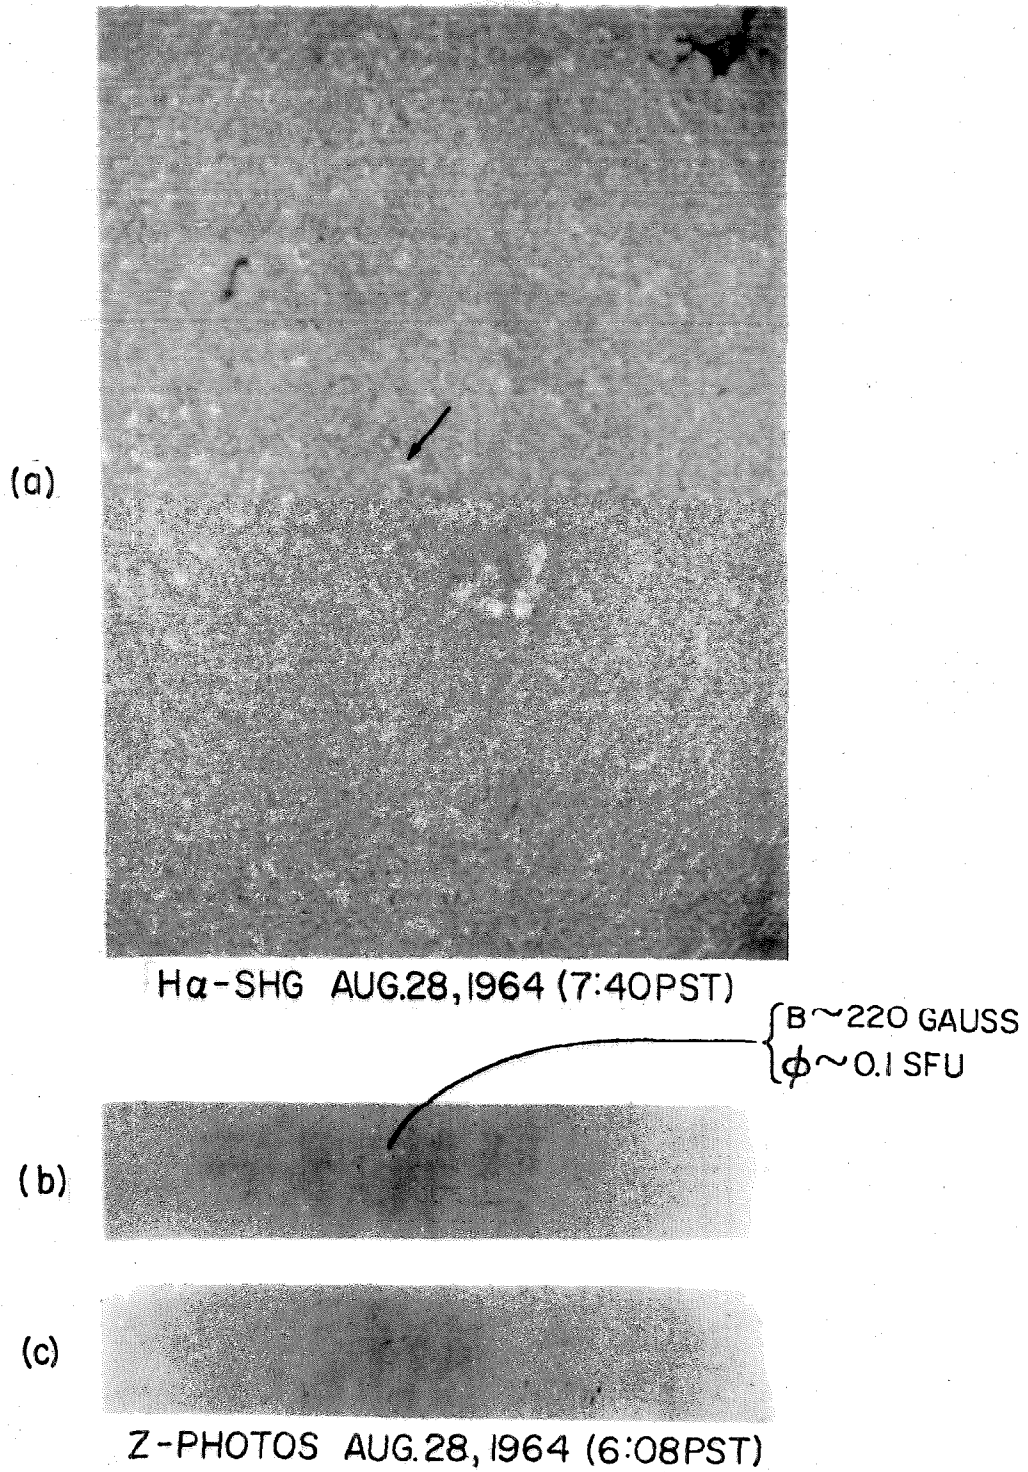 (a)
Hα-SHG AUG.28,1964 (7:40PST)
B~220 GAUSS
ϕ~0.1 SFU
(b)
(c)
Z-PHOTOS AUG.28,1964 (6:08PST)